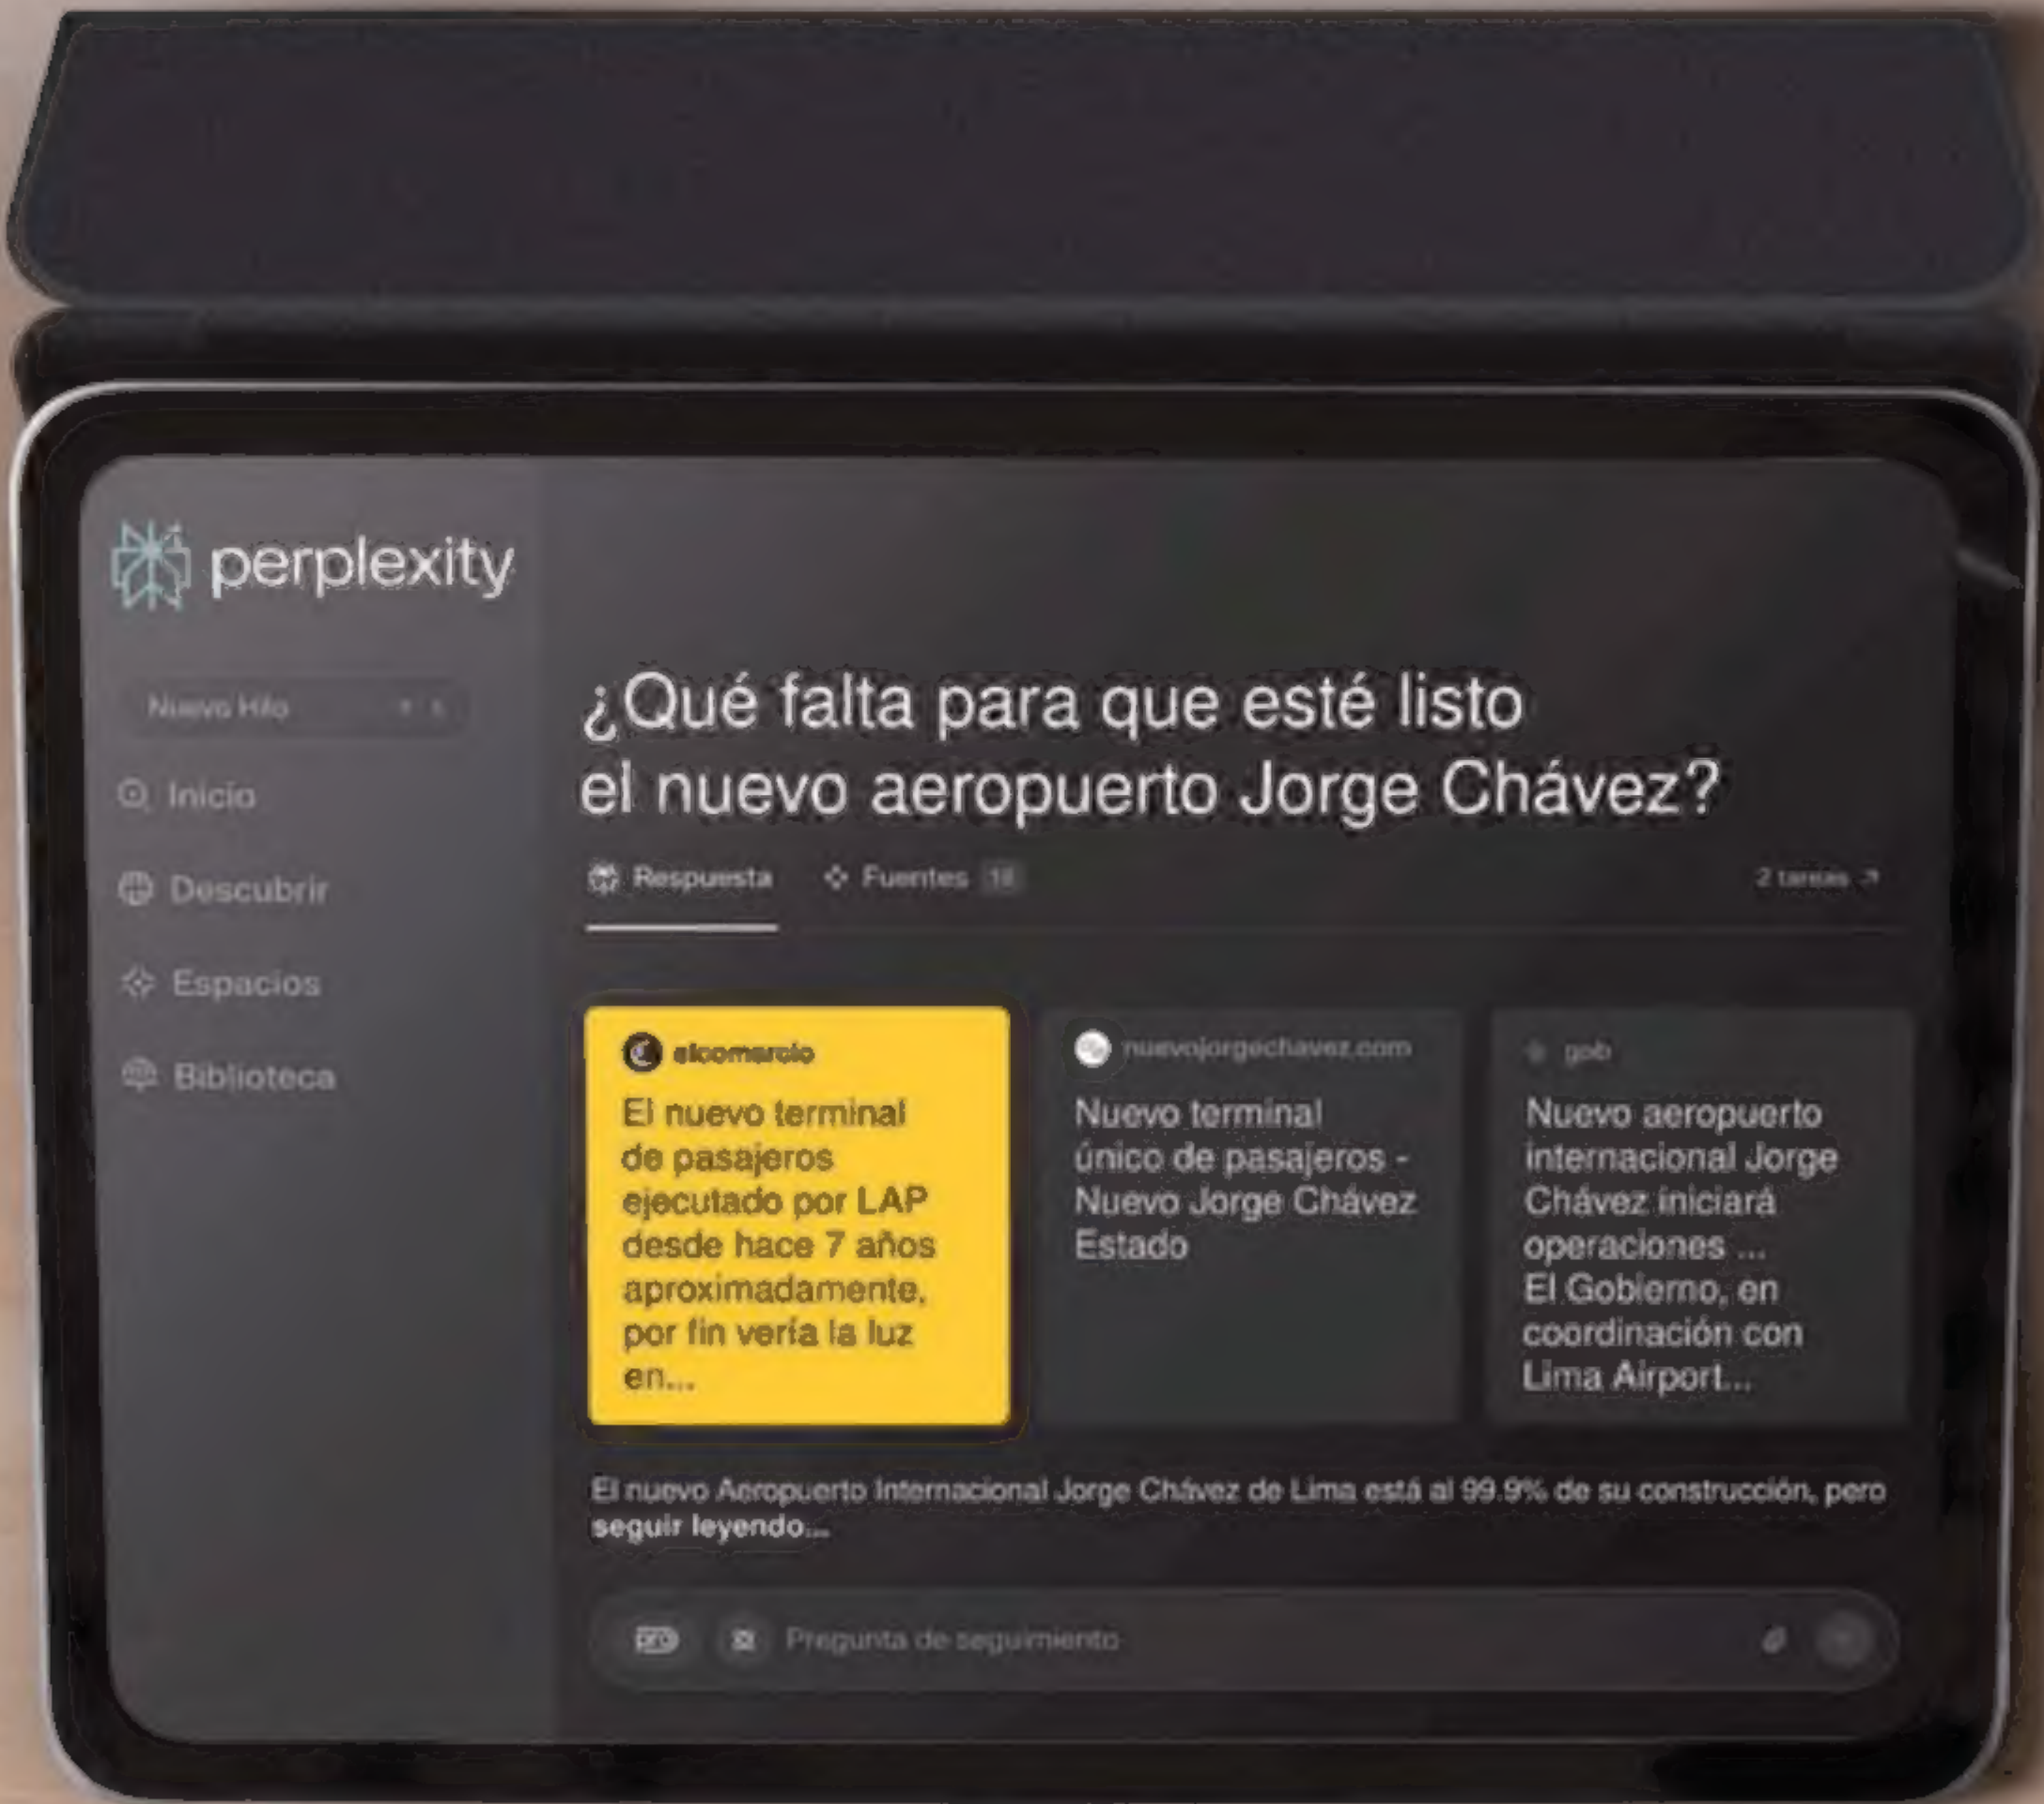 perplexity
Nuevo Hilo
Inicio
Descubrir
Espacios
Biblioteca
¿Qué falta para que esté listo
el nuevo aeropuerto Jorge Chávez?
Respuesta
Fuentes
2 tareas
elcomercio
El nuevo terminal
de pasajeros
ejecutado por LAP
desde hace 7 años
aproximadamente,
por fin vería la luz
en...
nuevojorgechavez.com
Nuevo terminal
único de pasajeros -
Nuevo Jorge Chávez
Estado
gob
Nuevo aeropuerto
internacional Jorge
Chávez iniciará
operaciones ...
El Gobierno, en
coordinación con
Lima Airport...
El nuevo Aeropuerto Internacional Jorge Chávez de Lima está al 99.9% de su construcción, pero
seguir leyendo...
pro
Pregunta de seguimiento